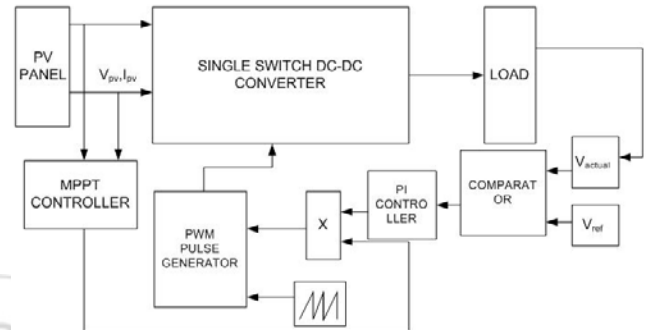 PV
PANEL
Vpv,Ipv
SINGLE SWITCH DC-DC
CONVERTER
LOAD
MPPT
CONTROLLER
PWM
PULSE
GENERATOR
X
PI
CONTRO
LLER
COMPARAT
OR
Vactual
Vref